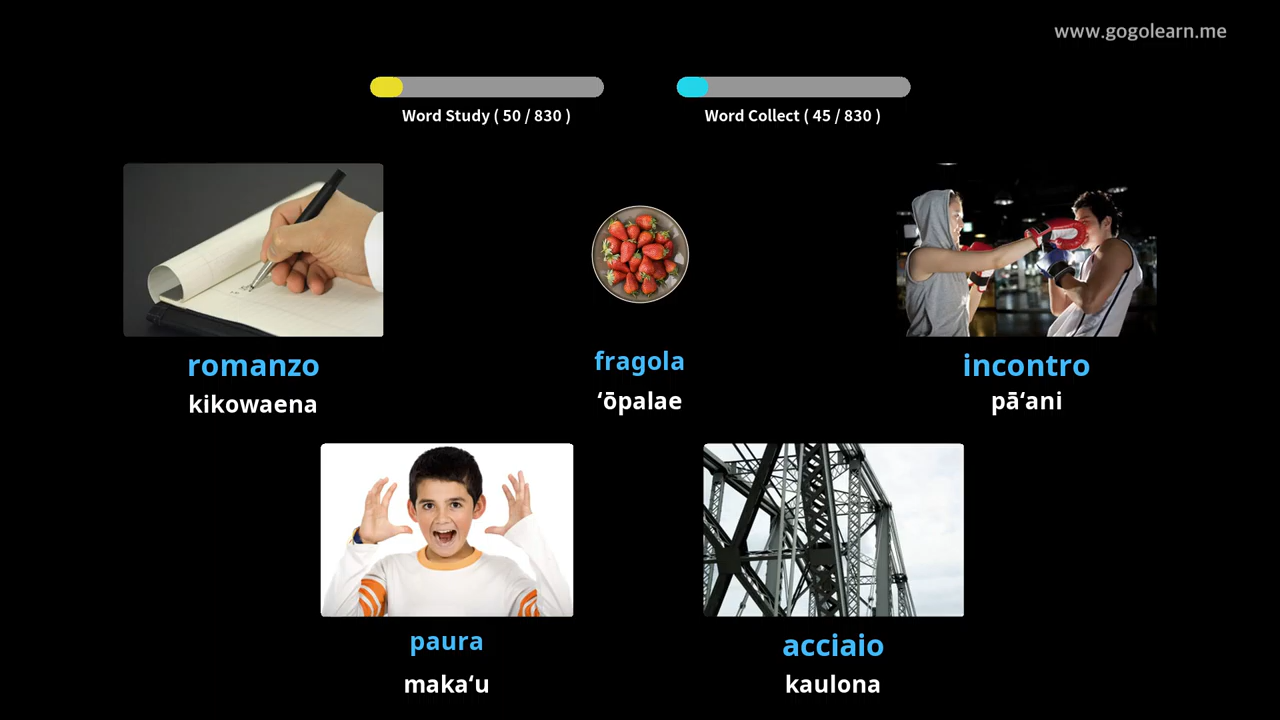 www.gogolearn.me
Word Study ( 50 / 830 )
Word Collect ( 45 / 830 )
romanzo
kikowaena
fragola
ʻōpalae
incontro
pāʻani
paura
makaʻu
acciaio
kaulona